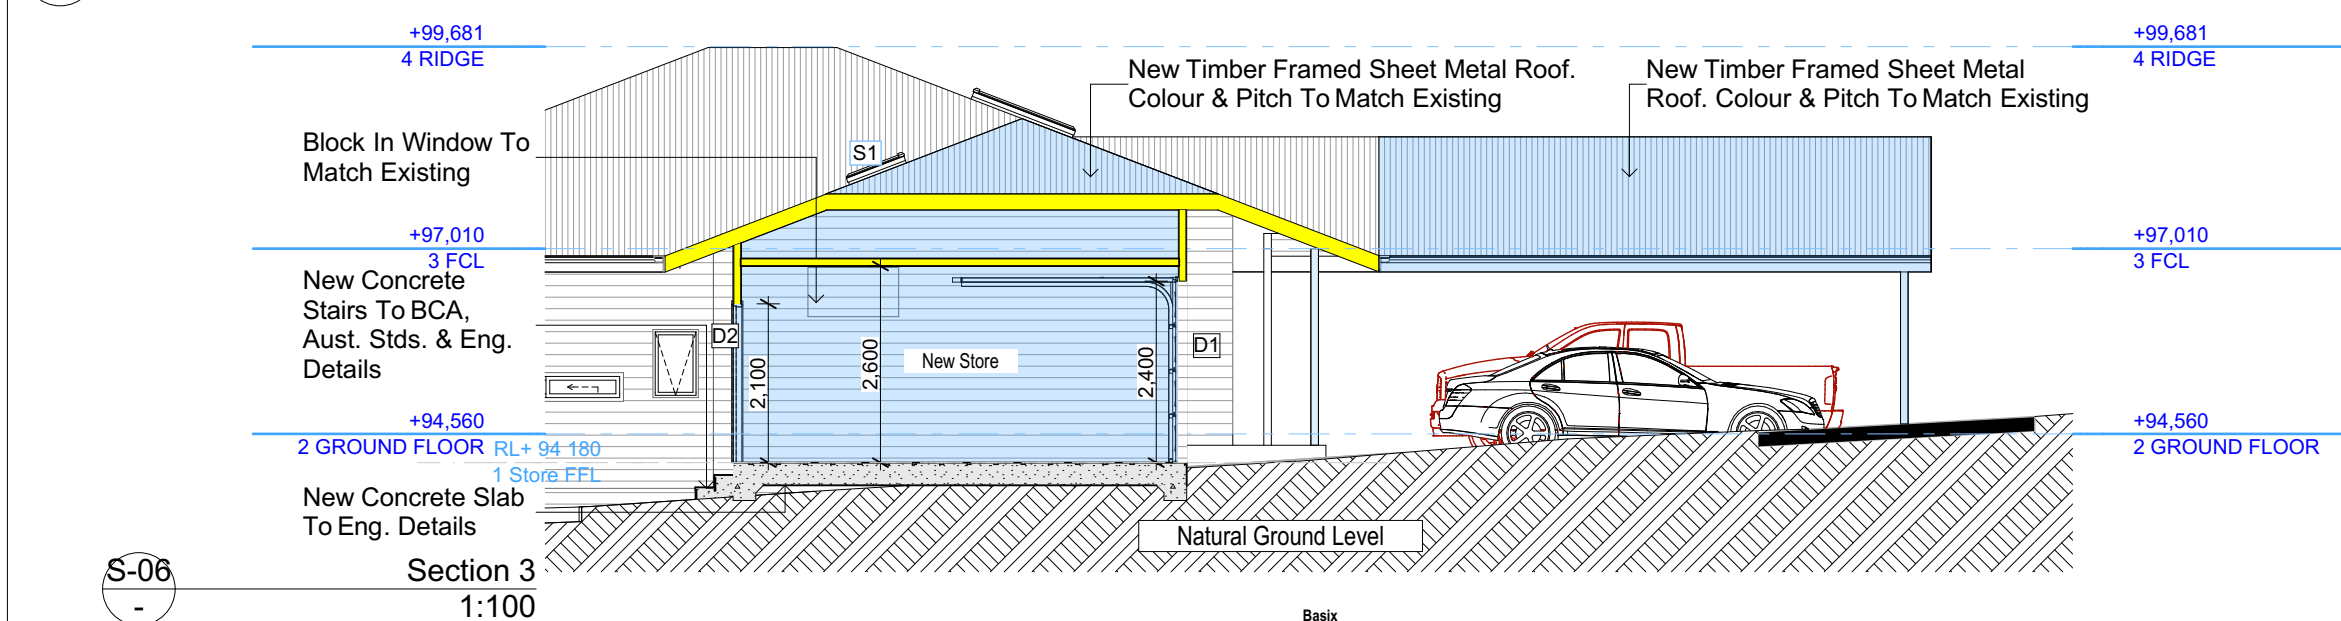 +99,681
4 RIDGE
+99,681
4 RIDGE
New Timber Framed Sheet Metal Roof.
Colour & Pitch To Match Existing
New Timber Framed Sheet Metal
Roof. Colour & Pitch To Match Existing
Block In Window To
Match Existing
S1
+97,010
3 FCL
+97,010
3 FCL
New Concrete
Stairs To BCA,
Aust. Stds. & Eng.
Details
D2
2,100
2,600
New Store
2,400
D1
+94,560
2 GROUND FLOOR
+94,560
2 GROUND FLOOR
RL+ 94 180
1 Store FFL
New Concrete Slab
To Eng. Details
Natural Ground Level
S-06
-
Section 3
1:100
Basix